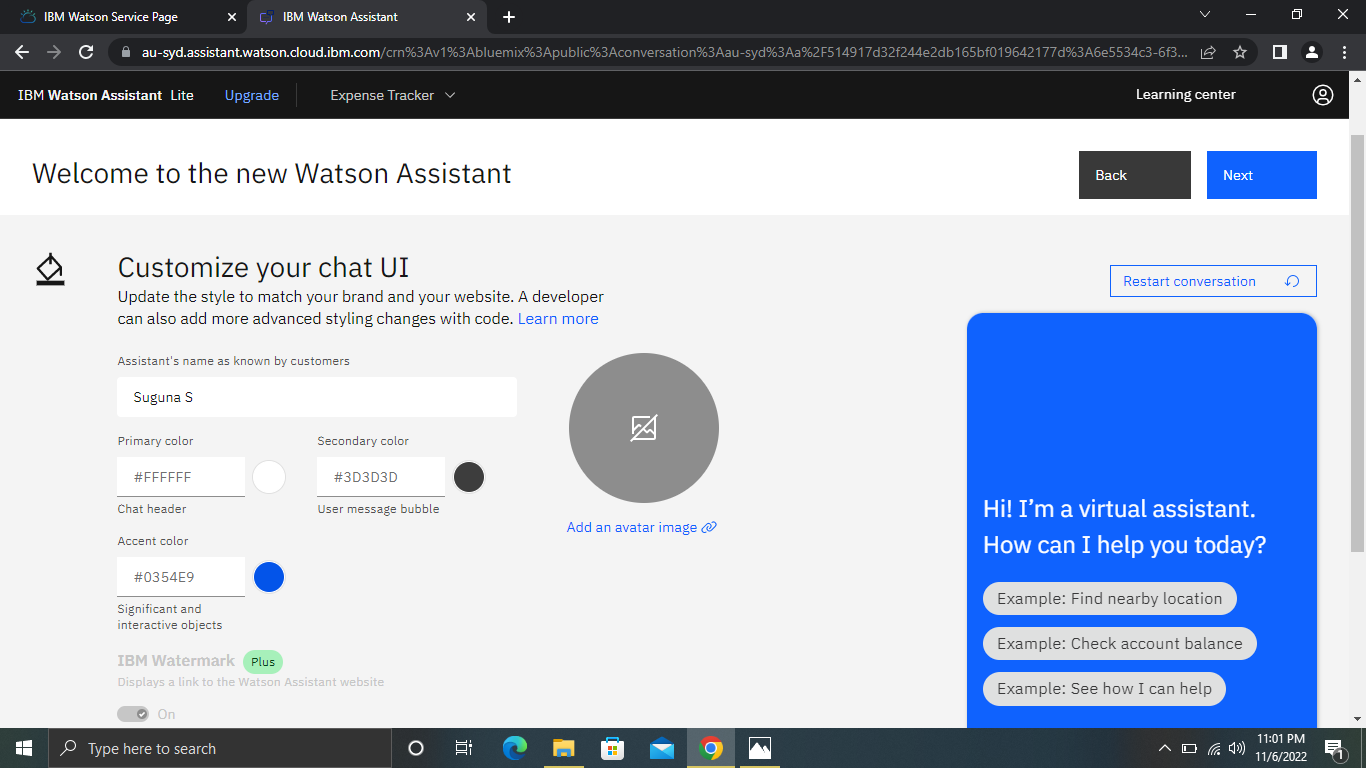 IBM Watson Service Page
IBM Watson Assistant
au-syd.assistant.watson.cloud.ibm.com/crn%3Av1%3Abluemix%3Apublic%3Aconversation%3Aau-syd%3Aa%2F514917d32f244e2db165bf019642177d%3A6e5534c3-6f3...
IBM Watson Assistant Lite Upgrade Expense Tracker Learning center
Welcome to the new Watson Assistant
Back Next
Customize your chat UI
Update the style to match your brand and your website. A developer
can also add more advanced styling changes with code. Learn more
Restart conversation
Assistant's name as known by customers
Suguna S
Primary color Secondary color
#FFFFFF #3D3D3D
Chat header User message bubble
Add an avatar image
Accent color
#0354E9
Significant and
interactive objects
IBM Watermark Plus
Displays a link to the Watson Assistant website
On
Hi! I’m a virtual assistant.
How can I help you today?
Example: Find nearby location
Example: Check account balance
Example: See how I can help
Type here to search
11:01 PM
11/6/2022
1